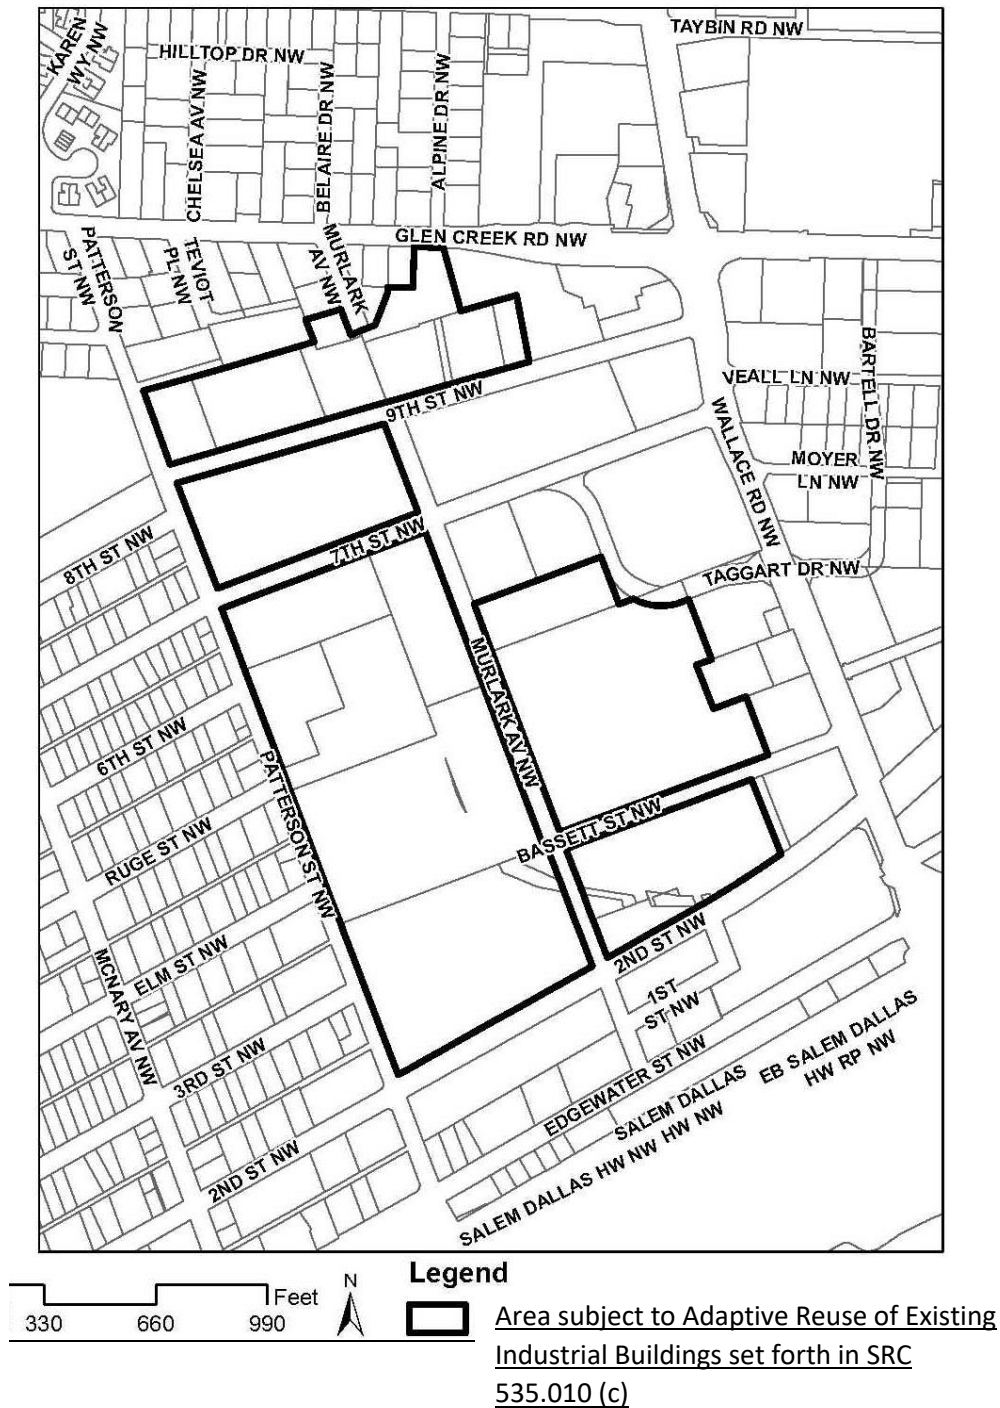 TAYBIN RD NW
KAREN
WY NW
HILLTOP DR NW
CHELSEA AV NW
BELAIRE DR NW
ALPINE DR NW
GLEN CREEK RD NW
PATTERSON
ST NW
TEVIOT
PL NW
MURLARK
AV NW
BARTELL DR NW
VEALL LN NW
9TH ST NW
WALLACE RD NW
MOYER
LN NW
8TH ST NW
7TH ST NW
TAGGART DR NW
MURLARK AV NW
6TH ST NW
PATTERSON ST NW
BASSETT ST NW
RUGE ST NW
2ND ST NW
ELM ST NW
MCNARY AV NW
1ST
ST NW
3RD ST NW
EDGEWATER ST NW
EB SALEM DALLAS
HW RP NW
SALEM DALLAS
HW NW
2ND ST NW
SALEM DALLAS HW NW
Legend
330 660 990 Feet
N
Area subject to Adaptive Reuse of Existing
Industrial Buildings set forth in SRC
535.010 (c)